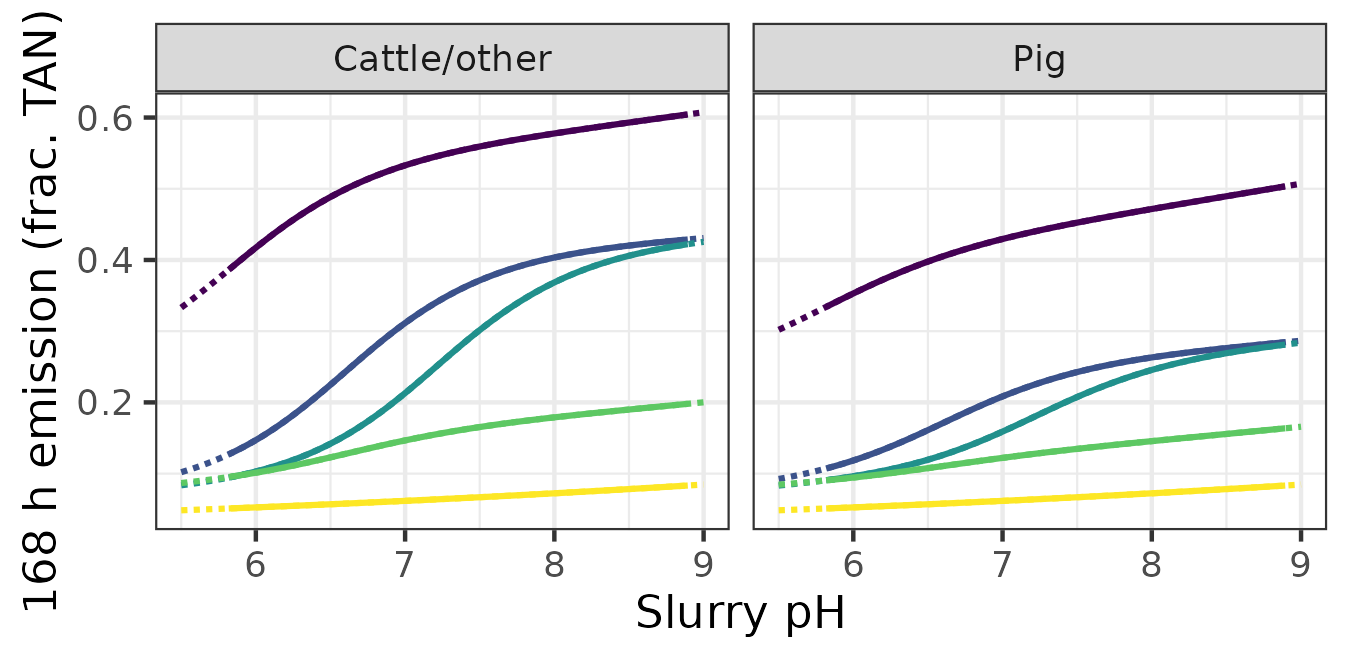 Cattle/other
Pig
168 h emission (frac. TAN)
0.6
0.4
0.2
6 7 8 9
6 7 8 9
Slurry pH